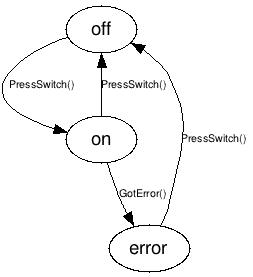 off
PressSwitch()
PressSwitch()
on
PressSwitch()
GotError()
error